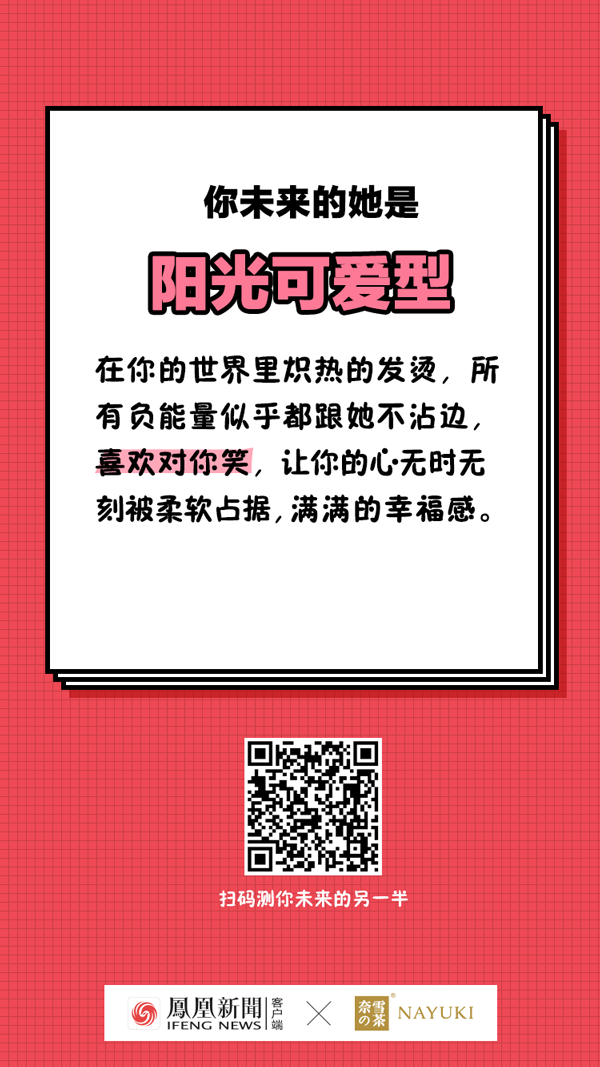 你未来的她是
阳光可爱型
在你的世界里炽热的发烫，所
有负能量似乎都跟她不沾边，
喜欢对你笑，让你的心无时无
刻被柔软占据，满满的幸福感。
扫码测你未来的另一半
鳳凰新聞 客户端
IFENG NEWS
奈雪の茶® NAYUKI